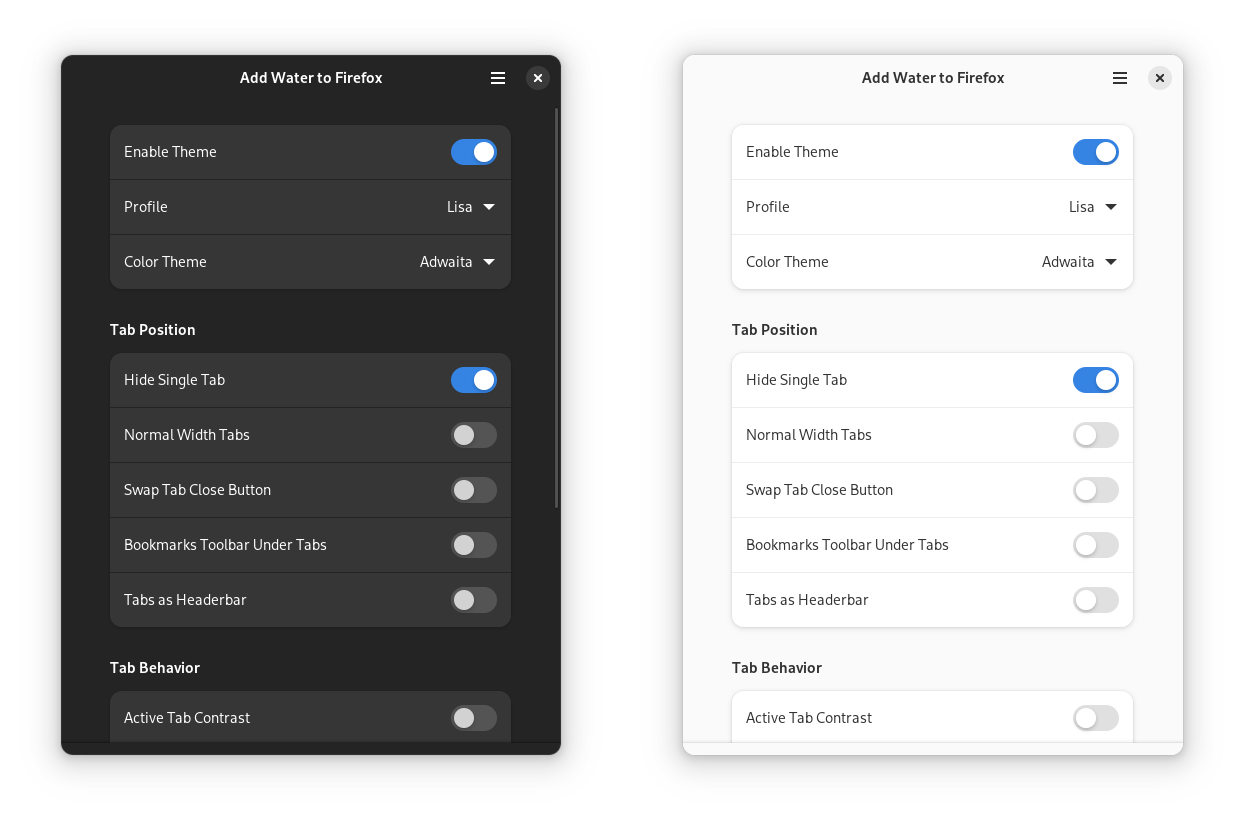 Add Water to Firefox
Enable Theme
Profile Lisa
Color Theme Adwaita
Tab Position
Hide Single Tab
Normal Width Tabs
Swap Tab Close Button
Bookmarks Toolbar Under Tabs
Tabs as Headerbar
Tab Behavior
Active Tab Contrast
Add Water to Firefox
Enable Theme
Profile Lisa
Color Theme Adwaita
Tab Position
Hide Single Tab
Normal Width Tabs
Swap Tab Close Button
Bookmarks Toolbar Under Tabs
Tabs as Headerbar
Tab Behavior
Active Tab Contrast